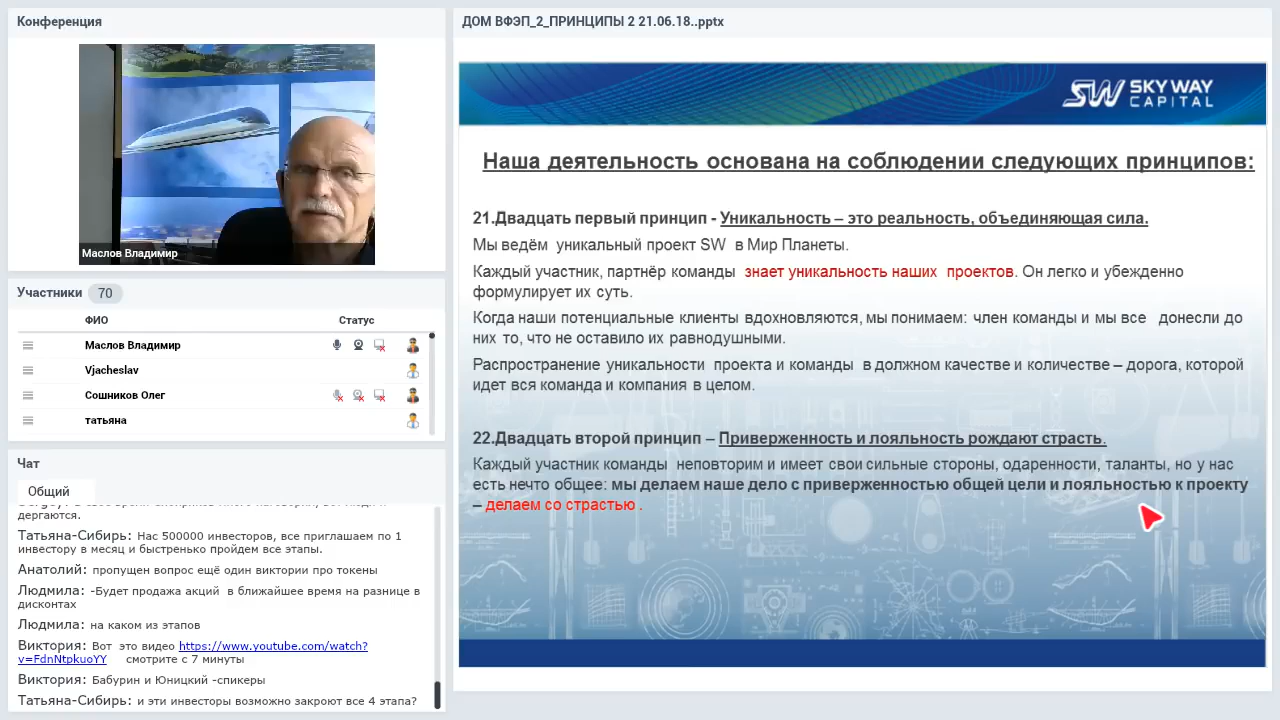 Конференция
Маслов Владимир
Участники 70
ФИО Статус
Маслов Владимир
Vjacheslav
Сошников Олег
татьяна
Чат
Общий
дергаются.
Татьяна-Сибирь: Нас 500000 инвесторов, все приглашаем по 1
инвестору в месяц и быстренько пройдем все этапы.
Анатолий: пропущен вопрос ещё один виктории про токены
Людмила: -Будет продажа акций в ближайшее время на разнице в
дисконтах
Людмила: на каком из этапов
Виктория: Вот это видео https://www.youtube.com/watch?
v=FdnNtpkuoYY смотрите с 7 минуты
Виктория: Бабурин и Юницкий -спикеры
Татьяна-Сибирь: и эти инвесторы возможно закроют все 4 этапа?
ДОМ ВФЭП_2_ПРИНЦИПЫ 2 21.06.18..pptx
SW SKY WAY
CAPITAL
Наша деятельность основана на соблюдении следующих принципов:
21.Двадцать первый принцип - Уникальность – это реальность, объединяющая сила.
Мы ведём уникальный проект SW в Мир Планеты.
Каждый участник, партнёр команды знает уникальность наших проектов. Он легко и убежденно
формулирует их суть.
Когда наши потенциальные клиенты вдохновляются, мы понимаем: член команды и мы все донесли до
них то, что не оставило их равнодушными.
Распространение уникальности проекта и команды в должном качестве и количестве – дорога, которой
идет вся команда и компания в целом.
22.Двадцать второй принцип – Приверженность и лояльность рождают страсть.
Каждый участник команды неповторим и имеет свои сильные стороны, одаренности, таланты, но у нас
есть нечто общее: мы делаем наше дело с приверженностью общей цели и лояльностью к проекту
– делаем со страстью .